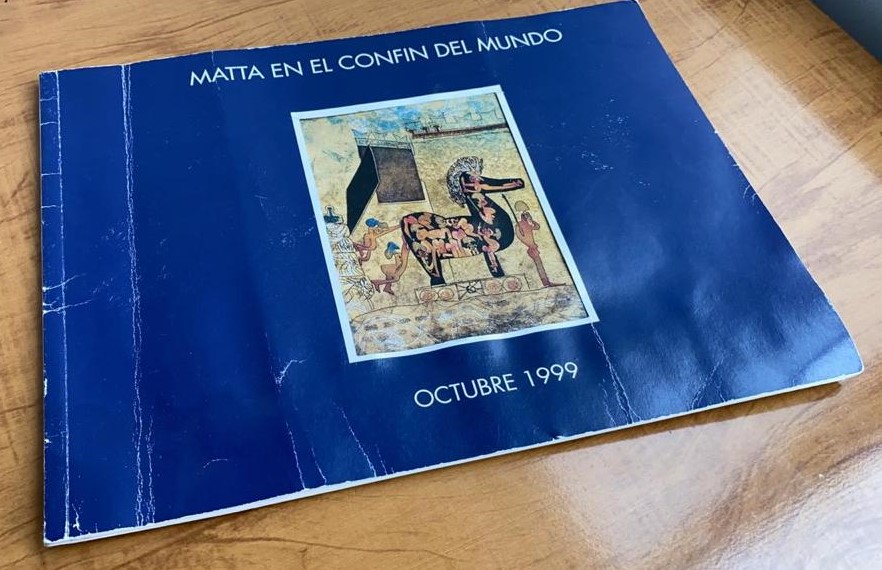 MATTA EN EL CONFIN DEL MUNDO
OCTUBRE 1999